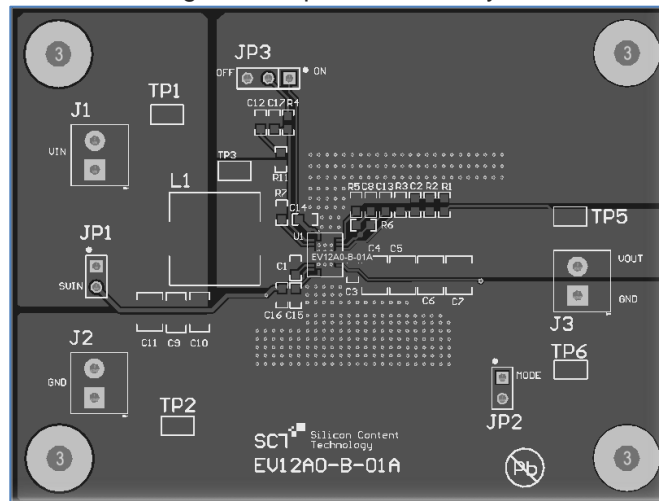 3
JP3
3
OFF
ON
TP1
J1
C12 C17 R4
VIN
TP3
R11
L1
R7
R5 C8 C13 R3 C2 R2 R1
C14
TP5
R6
U1
JP1
C4 C5
EV12A0-B-01A
VOUT
C1
SVIN
C3
C6 C7
GND
C16 C15
J3
C11 C9 C10
J2
TP6
GND
MODE
TP2
JP2
SCT Silicon Content
Technology
3
EV12A0-B-01A
Pb
3